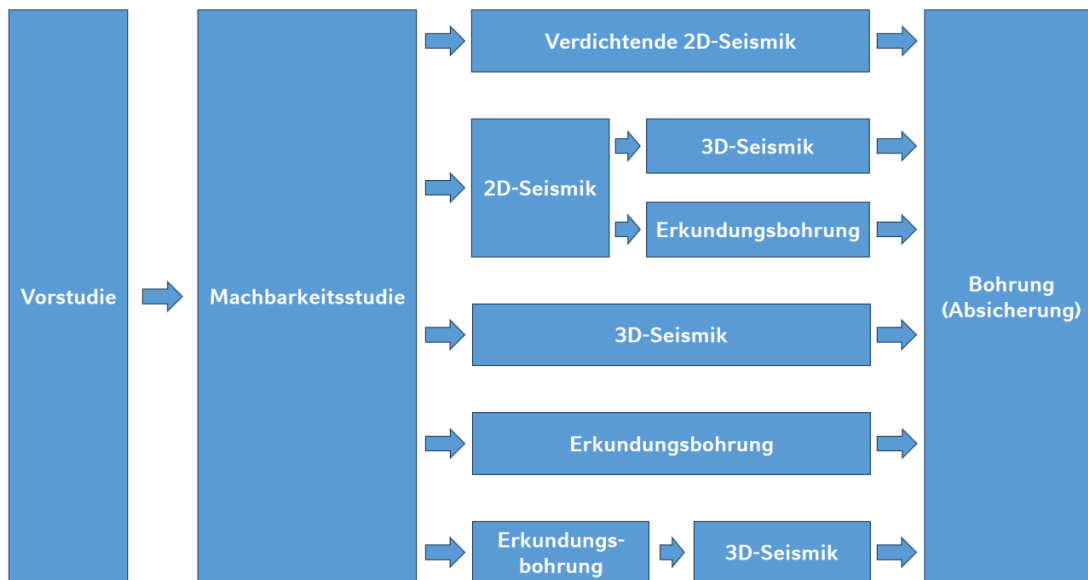 Vorstudie
Machbarkeitsstudie
Verdichtende 2D-Seismik
2D-Seismik
3D-Seismik
Erkundungsbohrung
3D-Seismik
Erkundungsbohrung
Erkundungs-
bohrung
3D-Seismik
Bohrung
(Absicherung)